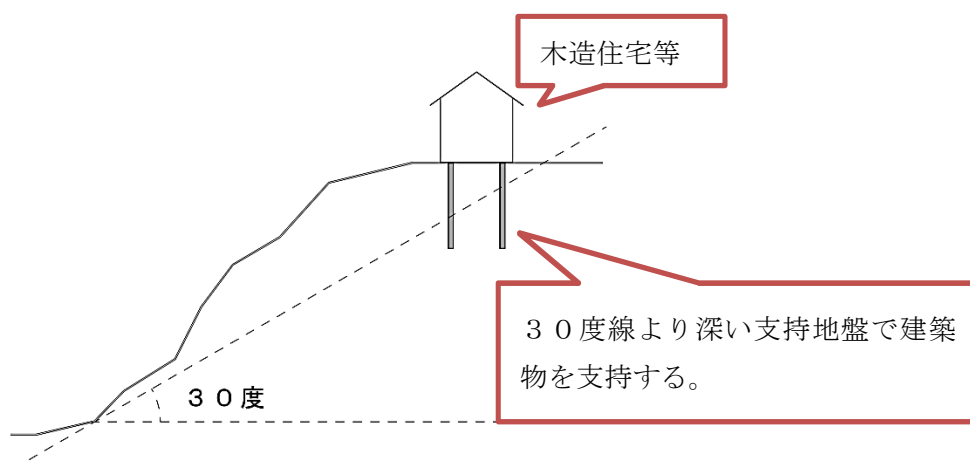 木造住宅等
３０度線より深い支持地盤で建築
物を支持する。
３０度